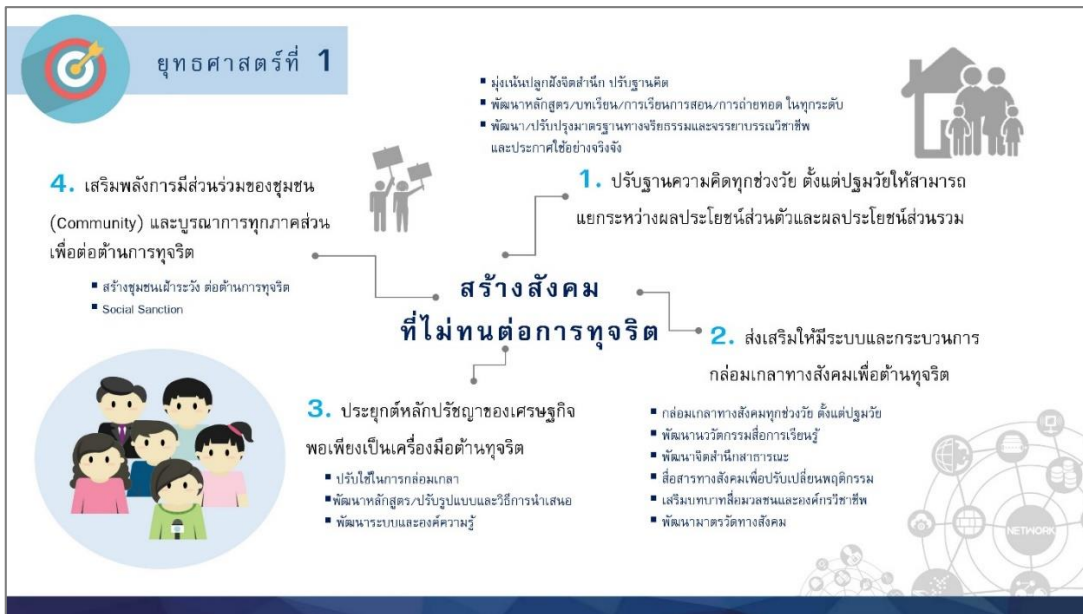 ยุทธศาสตร์ที่ 1
▪ มุ่งเน้นปลูกฝังจิตสำนึก ปรับฐานคิด
▪ พัฒนาหลักสูตร/บทเรียน/การเรียนการสอน/การถ่ายทอด ในทุกระดับ
▪ พัฒนา/ปรับปรุงมาตรฐานทางจริยธรรมและจรรยาบรรณวิชาชีพ
และประกาศใช้อย่างจริงจัง
1. ปรับฐานความคิดทุกช่วงวัย ตั้งแต่ปฐมวัยให้สามารถ
แยกระหว่างผลประโยชน์ส่วนตัวและผลประโยชน์ส่วนรวม
4. เสริมพลังการมีส่วนร่วมของชุมชน
(Community) และบูรณาการทุกภาคส่วน
เพื่อต่อต้านการทุจริต
▪ สร้างชุมชนเฝ้าระวัง ต่อต้านการทุจริต
▪ Social Sanction
สร้างสังคม
ที่ไม่ทนต่อการทุจริต
2. ส่งเสริมให้มีระบบและกระบวนการ
กล่อมเกลาทางสังคมเพื่อต้านทุจริต
▪ กล่อมเกลาทางสังคมทุกช่วงวัย ตั้งแต่ปฐมวัย
▪ พัฒนานวัตกรรมสื่อการเรียนรู้
▪ พัฒนาจิตสำนึกสาธารณะ
▪ สื่อสารทางสังคมเพื่อปรับเปลี่ยนพฤติกรรม
▪ เสริมบทบาทสื่อมวลชนและองค์กรวิชาชีพ
▪ พัฒนามาตรวัดทางสังคม
3. ประยุกต์หลักปรัชญาของเศรษฐกิจ
พอเพียงเป็นเครื่องมือต้านทุจริต
▪ ปรับใช้ในการกล่อมเกลา
▪พัฒนาหลักสูตร/ปรับรูปแบบและวิธีการนำเสนอ
▪ พัฒนาระบบและองค์ความรู้
NETWORK